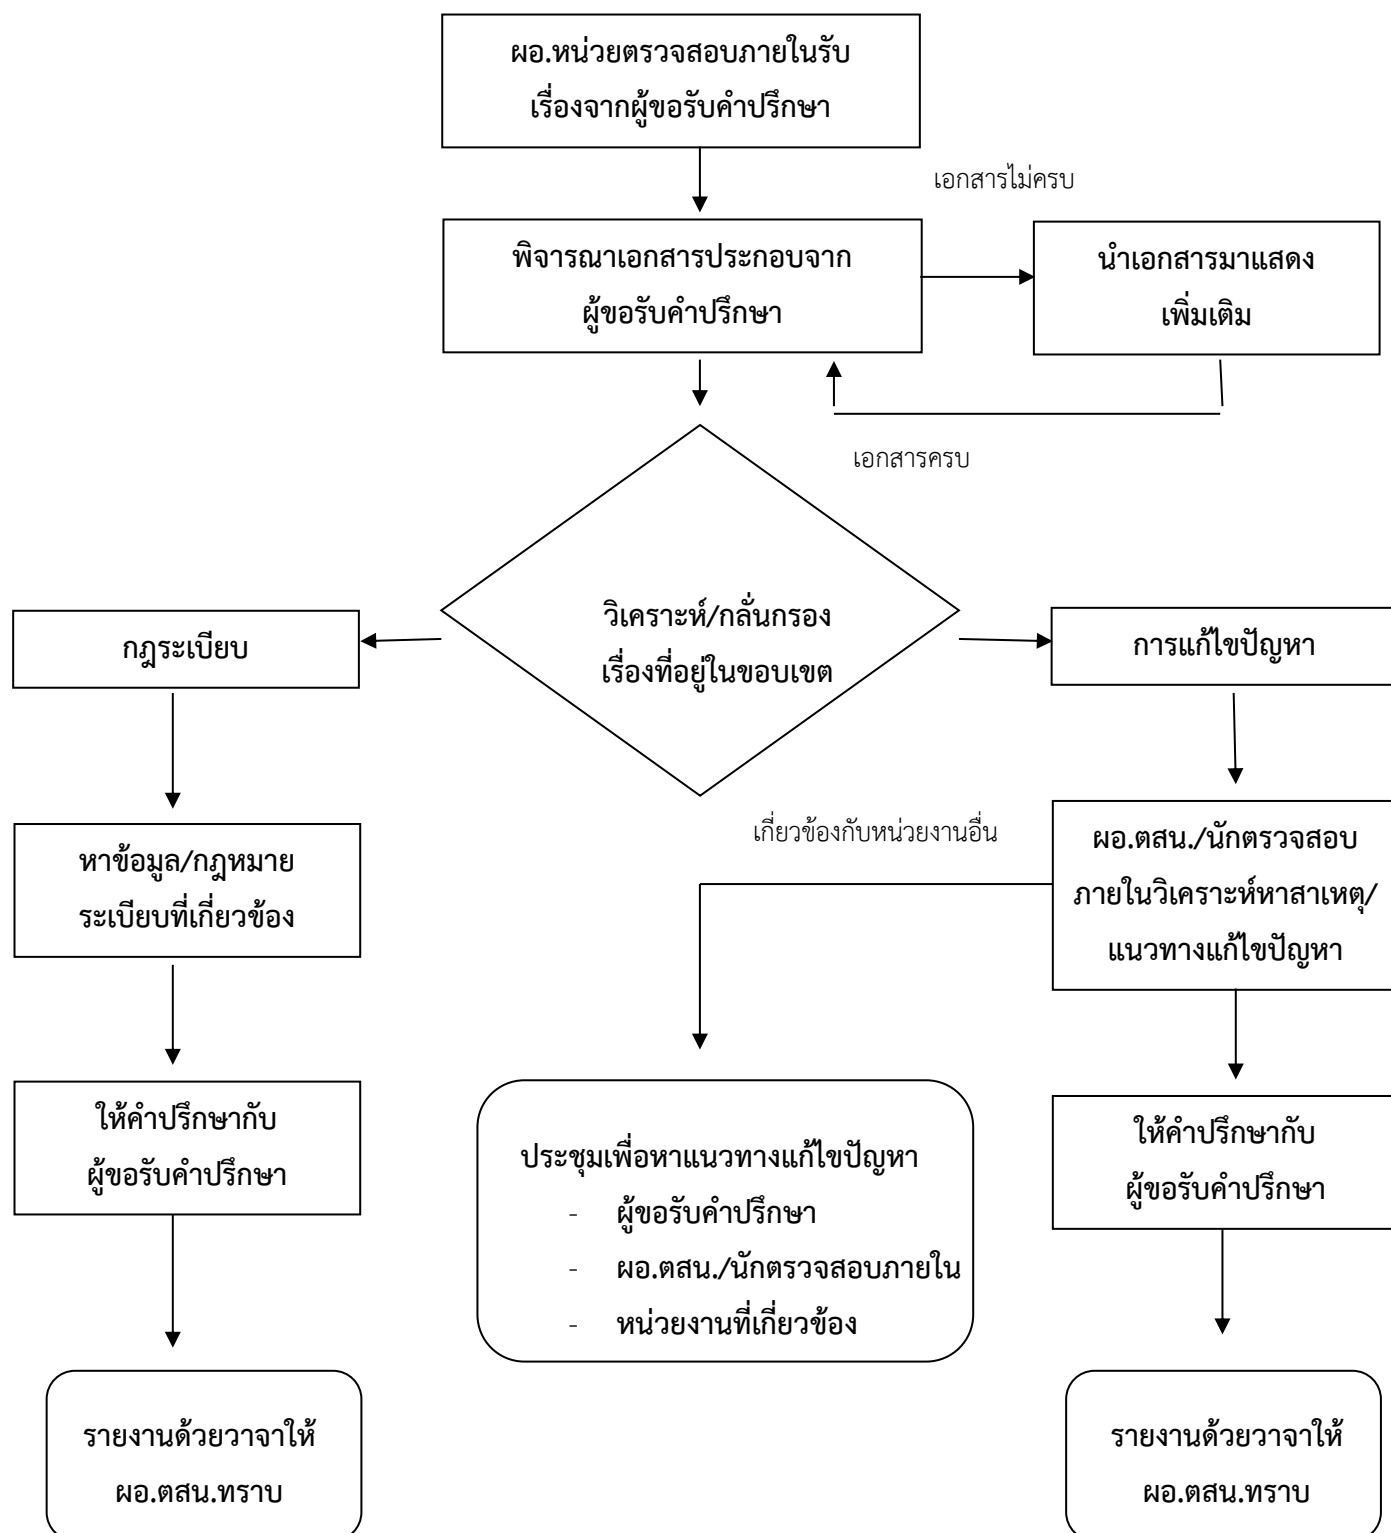 ผอ.หน่วยตรวจสอบภายในรับ
เรื่องจากผู้ขอรับคำปรึกษา
เอกสารไม่ครบ
พิจารณาเอกสารประกอบจาก
ผู้ขอรับคำปรึกษา
นำเอกสารมาแสดง
เพิ่มเติม
เอกสารครบ
วิเคราะห์/กลั่นกรอง
เรื่องที่อยู่ในขอบเขต
กฎระเบียบ
การแก้ไขปัญหา
เกี่ยวข้องกับหน่วยงานอื่น
หาข้อมูล/กฎหมาย
ระเบียบที่เกี่ยวข้อง
ผอ.ตสน./นักตรวจสอบ
ภายในวิเคราะห์หาสาเหตุ/
แนวทางแก้ไขปัญหา
ให้คำปรึกษากับ
ผู้ขอรับคำปรึกษา
ประชุมเพื่อหาแนวทางแก้ไขปัญหา
- ผู้ขอรับคำปรึกษา
- ผอ.ตสน./นักตรวจสอบภายใน
- หน่วยงานที่เกี่ยวข้อง
ให้คำปรึกษากับ
ผู้ขอรับคำปรึกษา
รายงานด้วยวาจาให้
ผอ.ตสน.ทราบ
รายงานด้วยวาจาให้
ผอ.ตสน.ทราบ